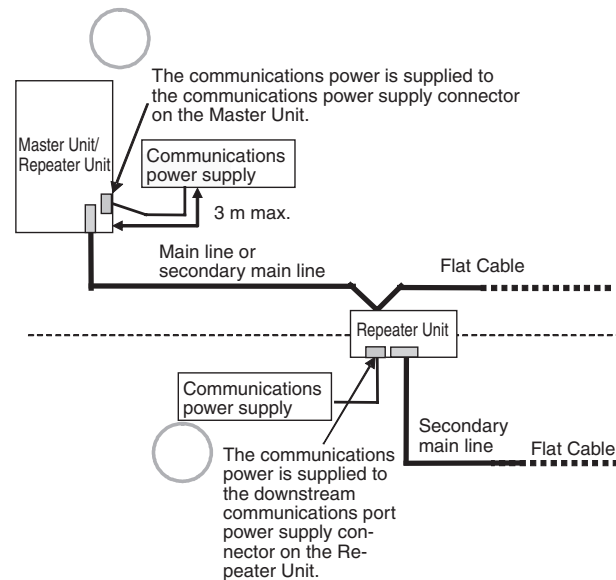 The communications power is supplied to
the communications power supply connector
on the Master Unit.
Master Unit/
Repeater Unit
Communications
power supply
3 m max.
Main line or
secondary main line
Flat Cable
Repeater Unit
Communications
power supply
Secondary
main line
Flat Cable
The communications
power is supplied to
the downstream
communications port
power supply con-
nector on the Re-
peater Unit.